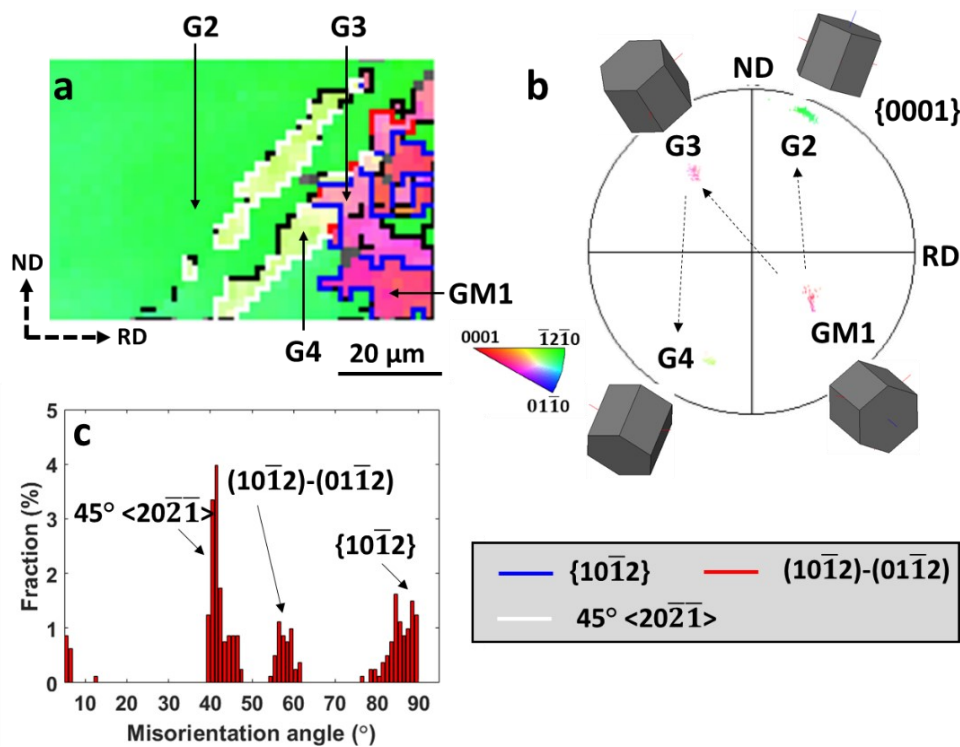 G2 G3
a
GM1
G4
ND
RD
20 μm
0001 1̅21̅0
011̅0
b
ND
{0001}
G3 G2
RD
G4 GM1
c
5
4
3
2
1
0
Fraction (%)
45° <202̅1̅>
(101̅2)-(011̅2)
{101̅2}
10 20 30 40 50 60 70 80 90
Misorientation angle (°)
{101̅2} (101̅2)-(011̅2)
45° <202̅1̅>